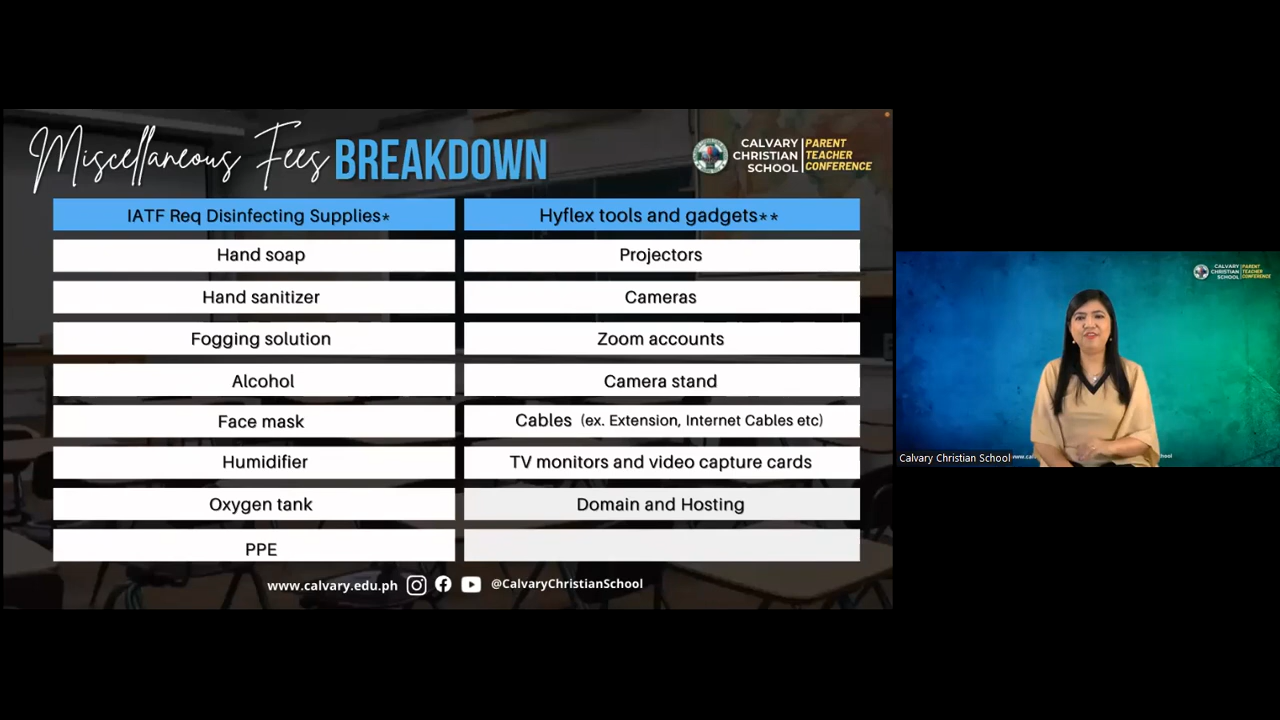 Miscellaneous Fees BREAKDOWN
CALVARY
CHRISTIAN
SCHOOL
PARENT
TEACHER
CONFERENCE
IATF Req Disinfecting Supplies*
Hyflex tools and gadgets**
Hand soap
Projectors
Hand sanitizer
Cameras
Fogging solution
Zoom accounts
Alcohol
Camera stand
Face mask
Cables (ex. Extension, Internet Cables etc)
Humidifier
TV monitors and video capture cards
Oxygen tank
Domain and Hosting
PPE
www.calvary.edu.ph
@CalvaryChristianSchool
CALVARY
CHRISTIAN
SCHOOL
PARENT
TEACHER
CONFERENCE
Calvary Christian School